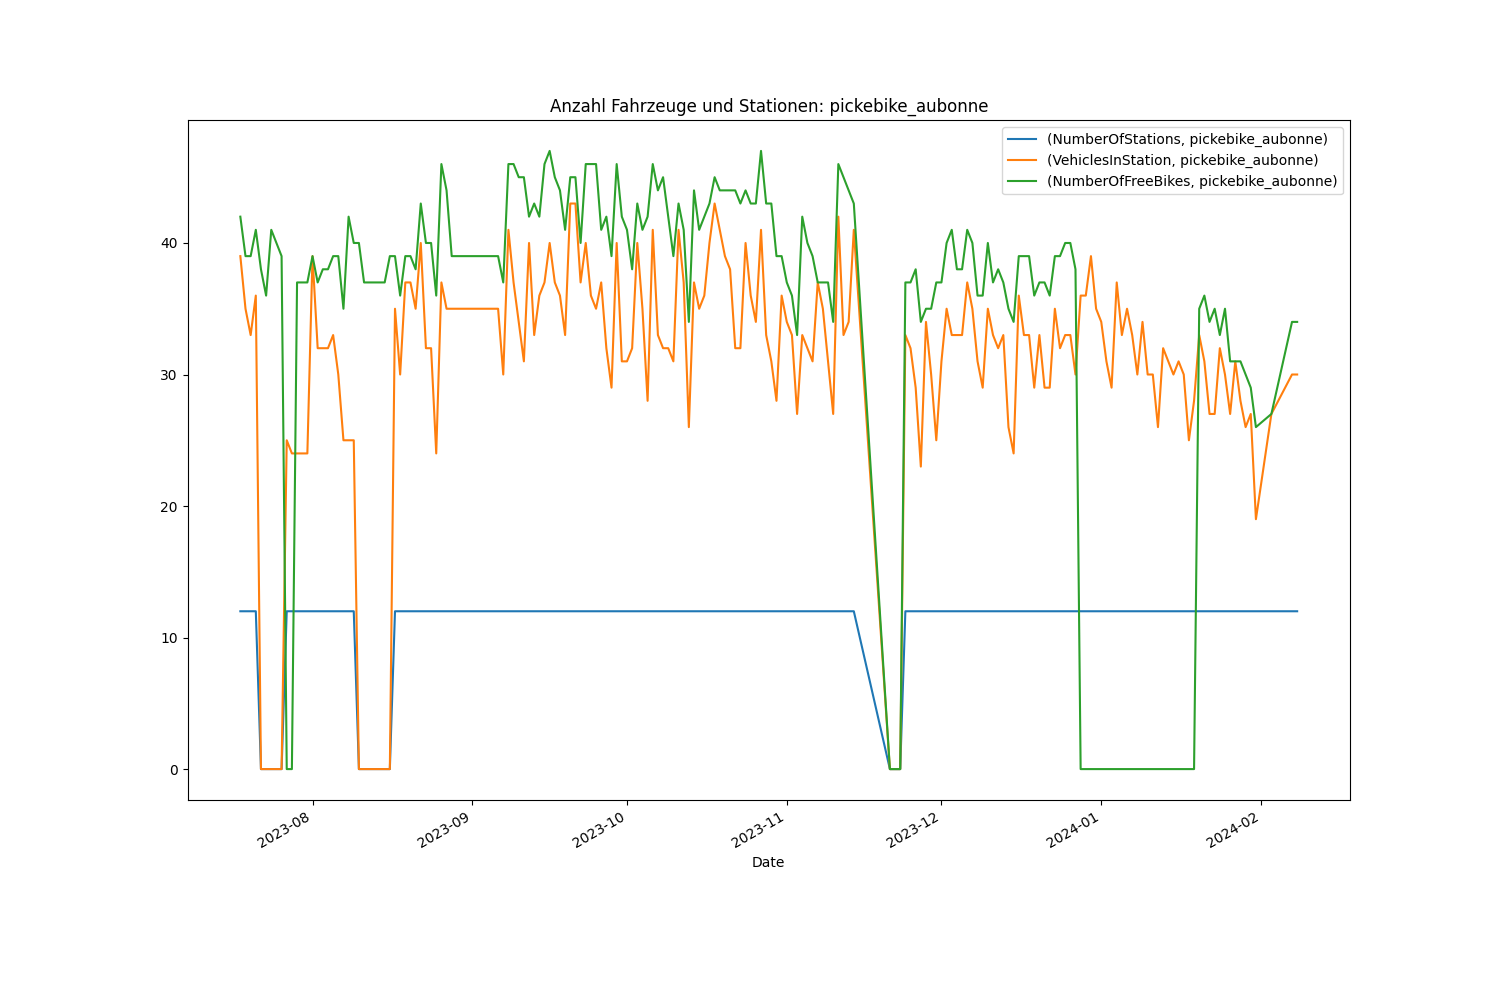 Anzahl Fahrzeuge und Stationen: pickebike_aubonne
(NumberOfStations, pickebike_aubonne)
(VehiclesInStation, pickebike_aubonne)
(NumberOfFreeBikes, pickebike_aubonne)
40
30
20
10
0
2023-08
2023-09
2023-10
2023-11
2023-12
2024-01
2024-02
Date